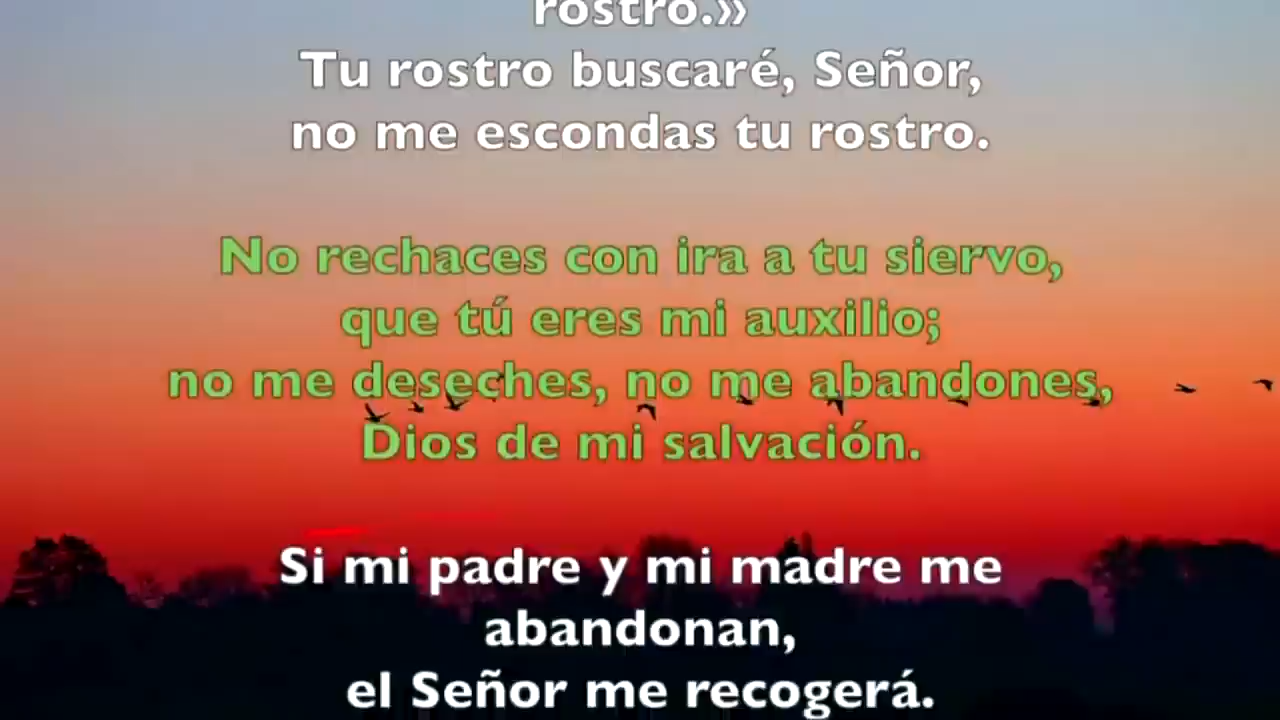 rostro.»
Tu rostro buscaré, Señor,
no me escondas tu rostro.
No rechaces con ira a tu siervo,
que tú eres mi auxilio;
no me deseches, no me abandones,
Dios de mi salvación.
Si mi padre y mi madre me
abandonan,
el Señor me recogerá.